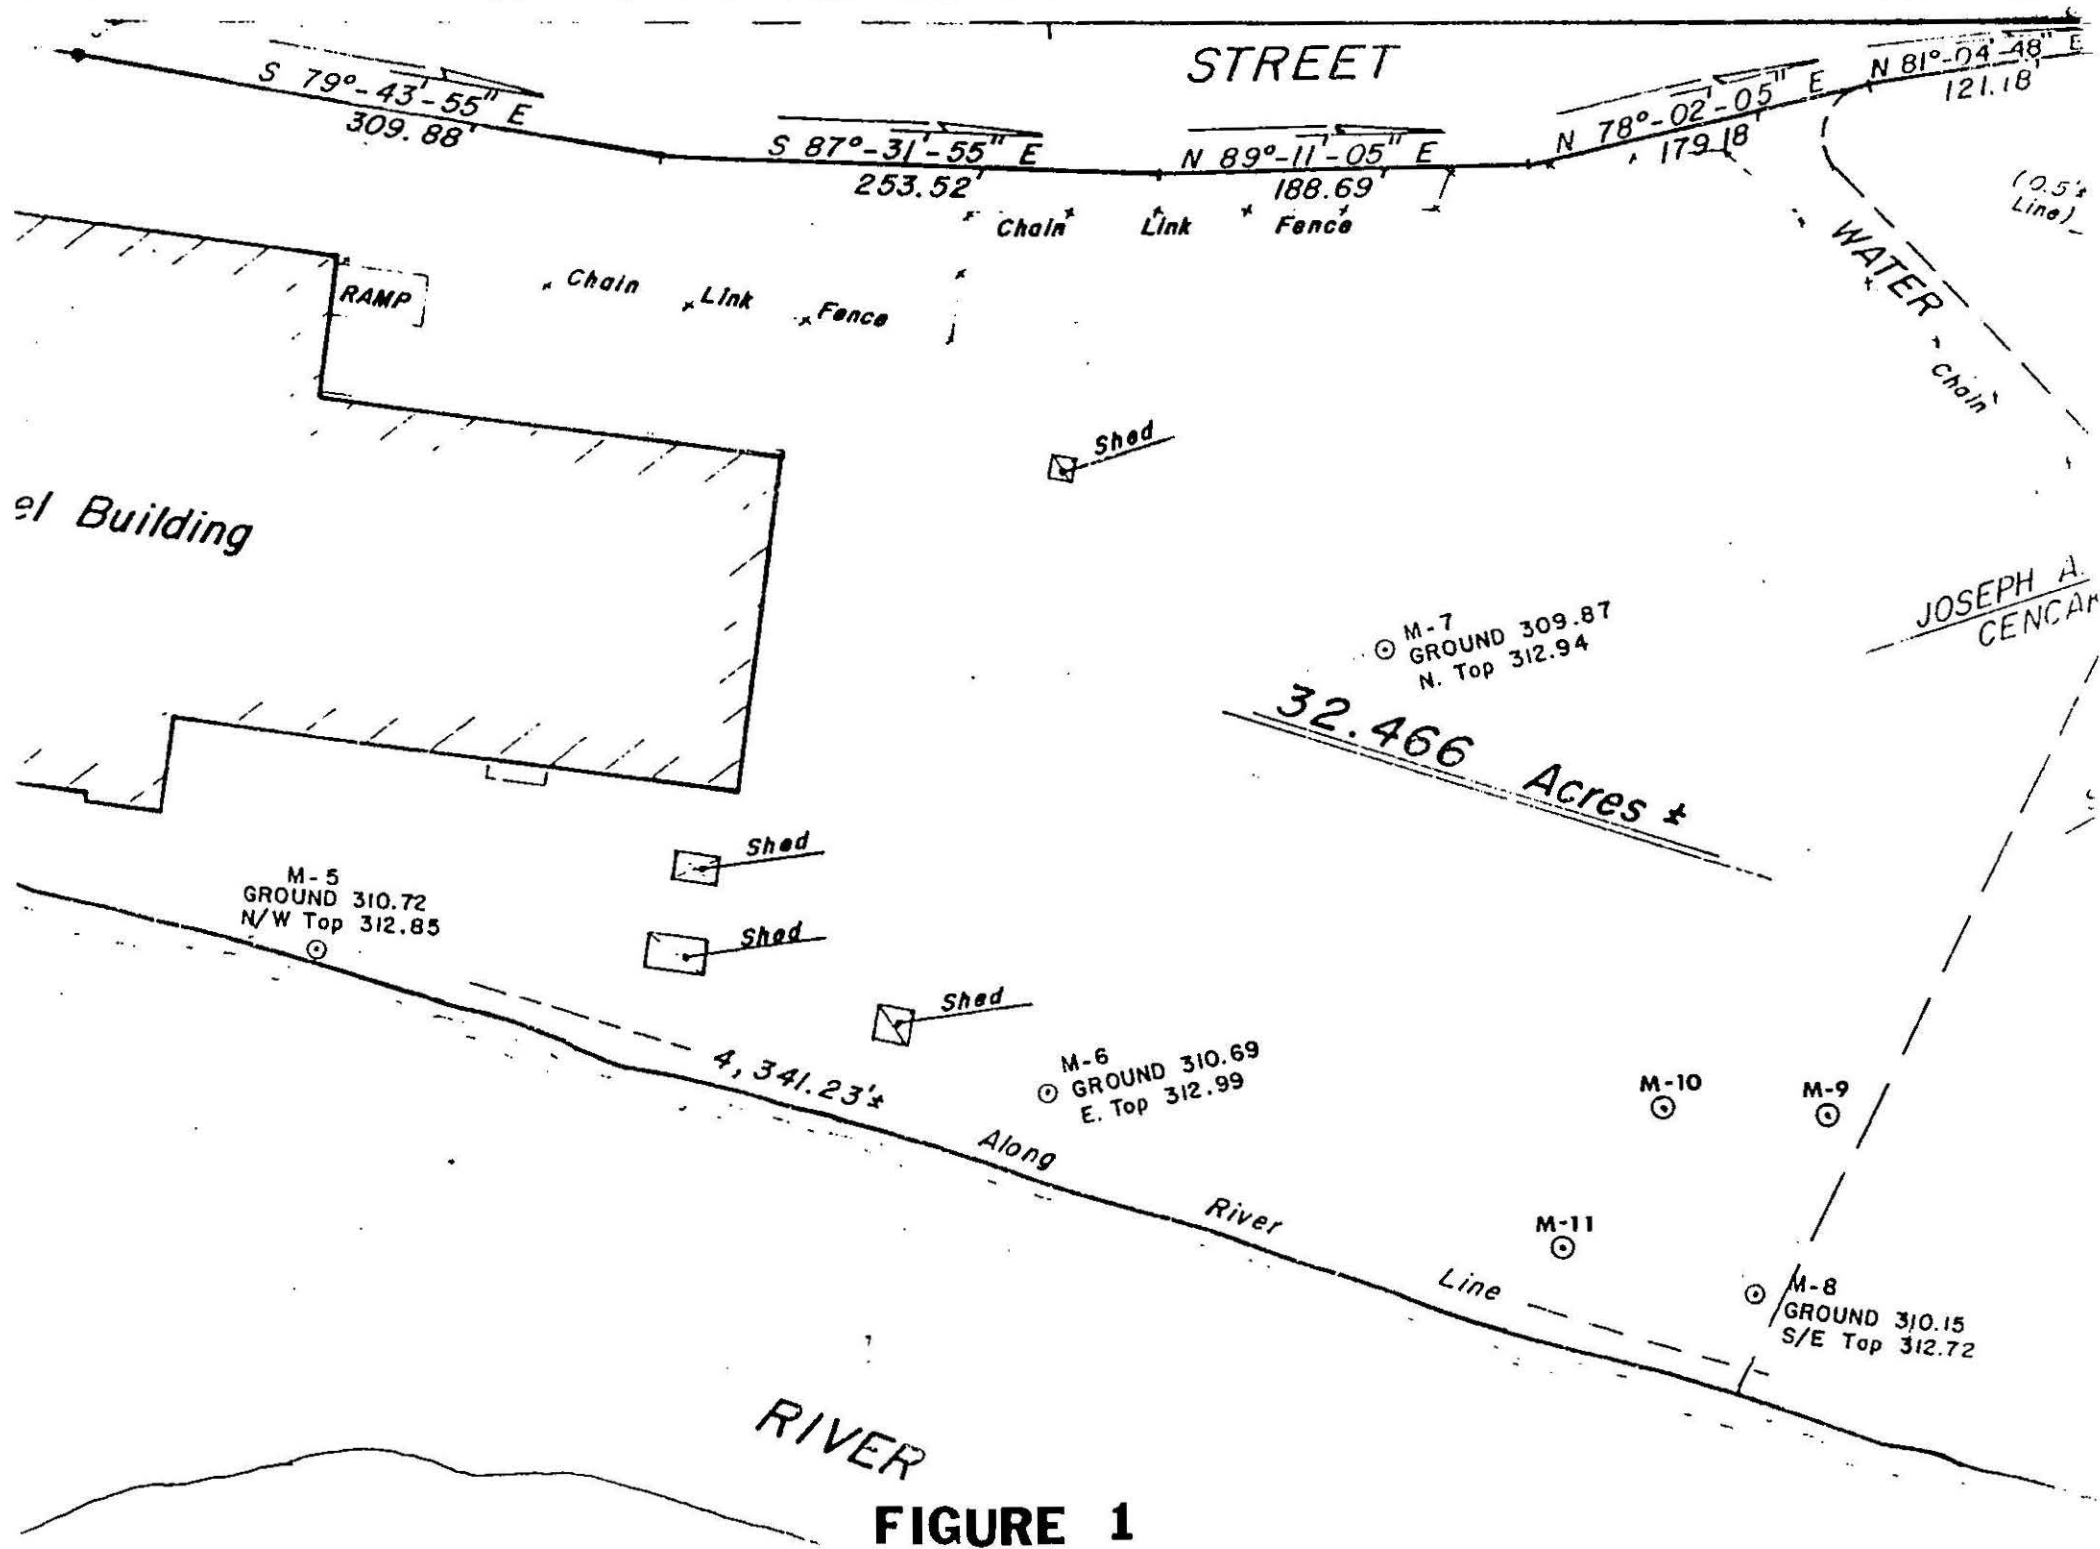 STREET
S 79°-43'-55" E
309.88'
S 87°-31'-55" E
253.52'
N 89°-11'-05" E
188.69'
N 78°-02'-05" E
179.18'
N 81°-04'-48" E
121.18'
(0.5'±
Line)
Chain Link Fence
RAMP
Chain Link Fence
WATER
Chain
Shed
el Building
JOSEPH A.
M-7
GROUND 309.87
N. Top 312.94
32.466 Acres ±
Shed
M-5
GROUND 310.72
N/W Top 312.85
Shed
Shed
4,341.23'± Along River Line
M-6
GROUND 310.69
E. Top 312.99
M-10
M-9
M-11
M-8
GROUND 310.15
S/E Top 312.72
RIVER
FIGURE 1